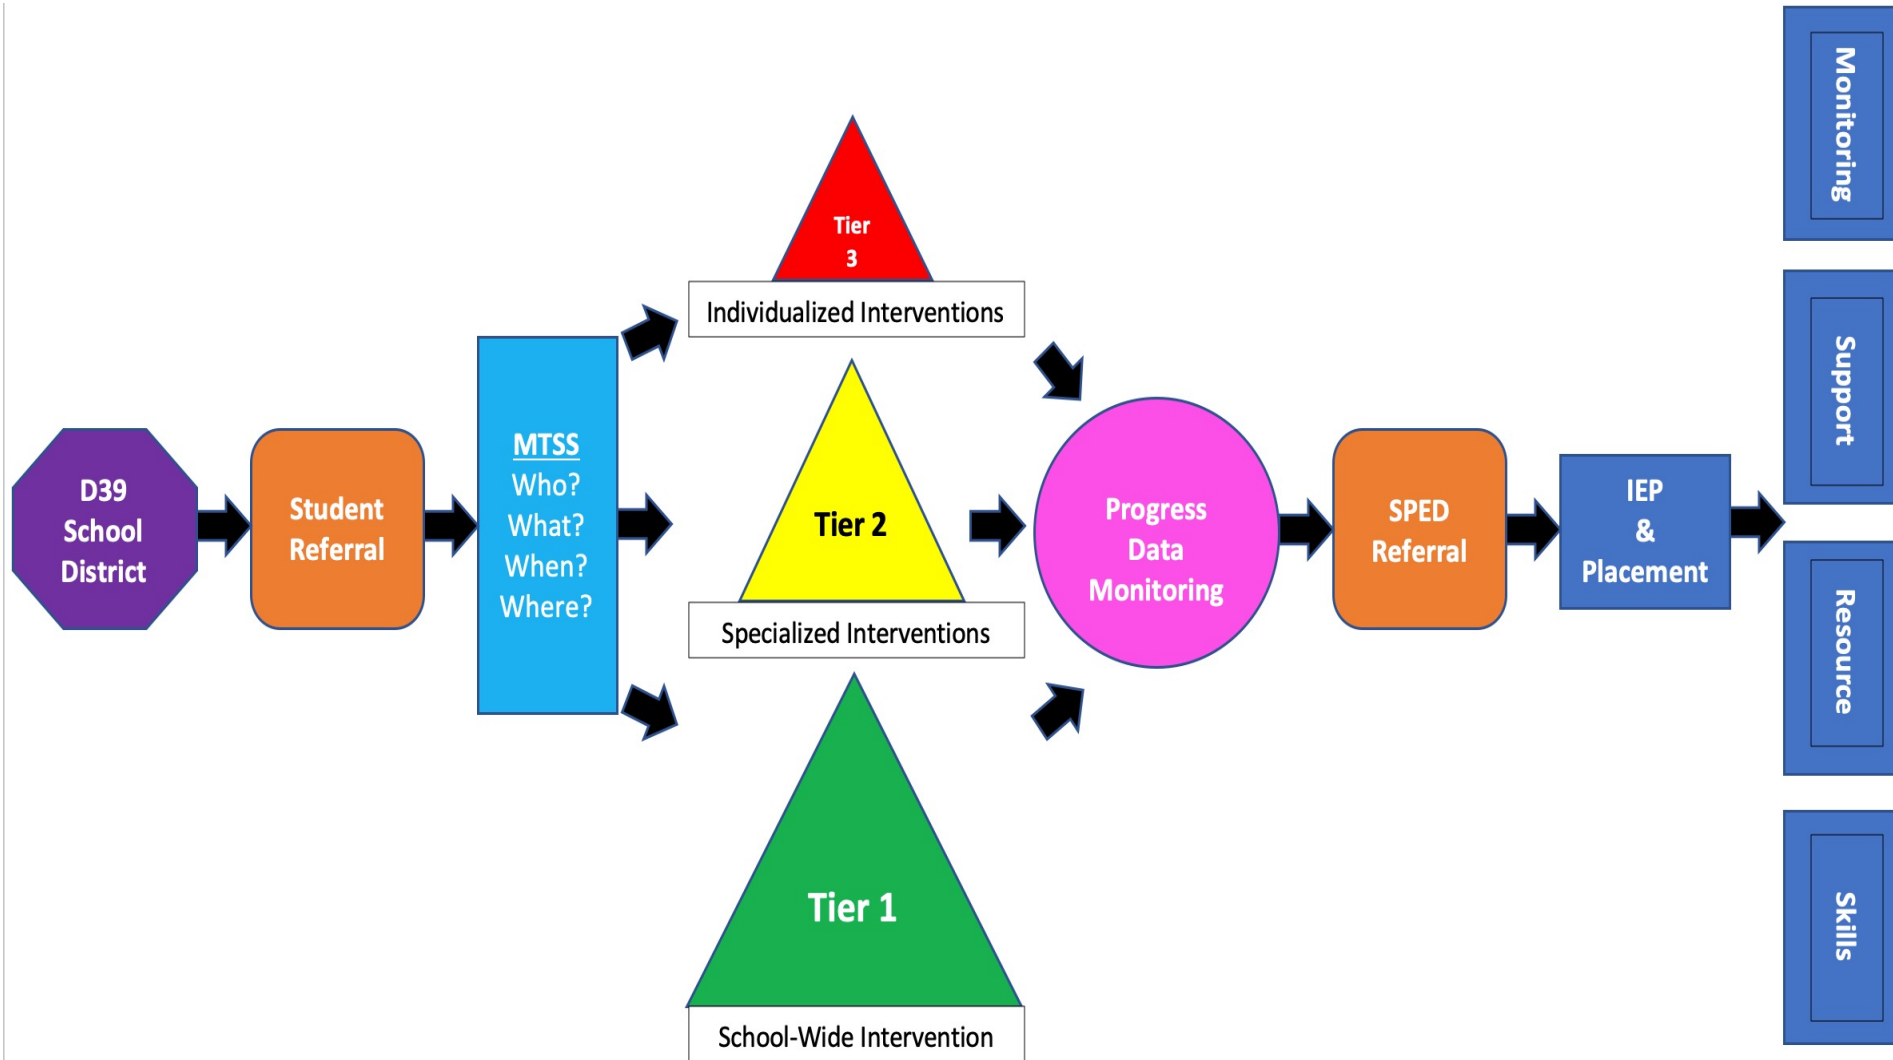 D39
School
District
Student
Referral
MTSS
Who?
What?
When?
Where?
Tier
3
Individualized Interventions
Tier 2
Specialized Interventions
Tier 1
School-Wide Intervention
Progress
Data
Monitoring
SPED
Referral
IEP
&
Placement
Monitoring
Support
Resource
Skills